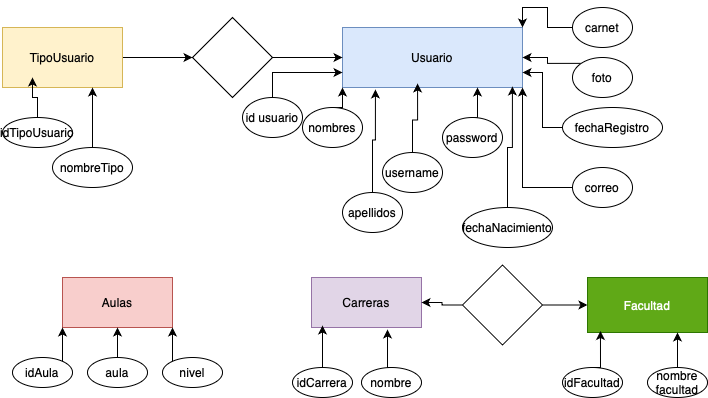 TipoUsuario
Usuario
carnet
foto
id usuario
nombres
idTipoUsuario
fechaRegistro
password
nombreTipo
username
correo
apellidos
fechaNacimiento
Aulas
Carreras
Facultad
idAula
aula
nivel
idCarrera
nombre
idFacultad
nombre
facultad